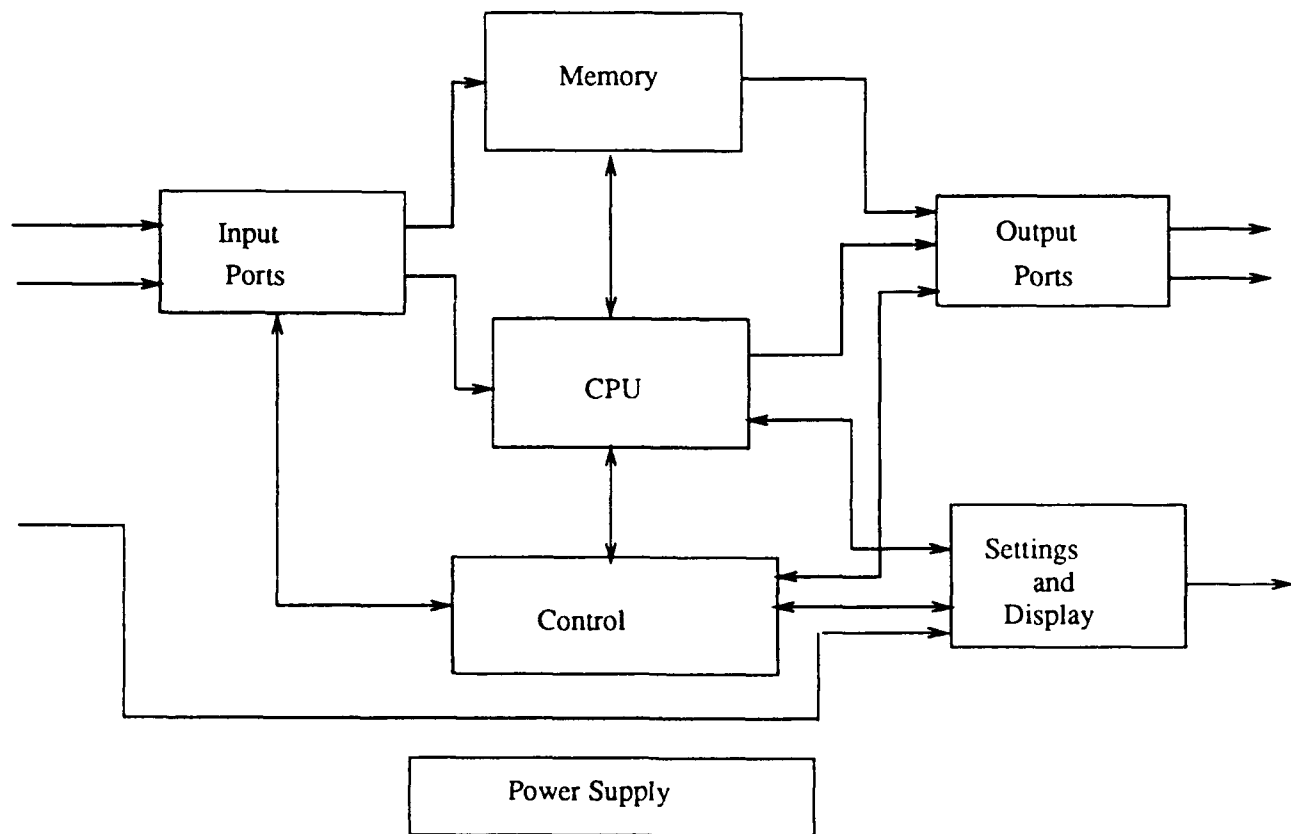 Memory
Input
Ports
Output
Ports
CPU
Settings
and
Display
Control
Power Supply